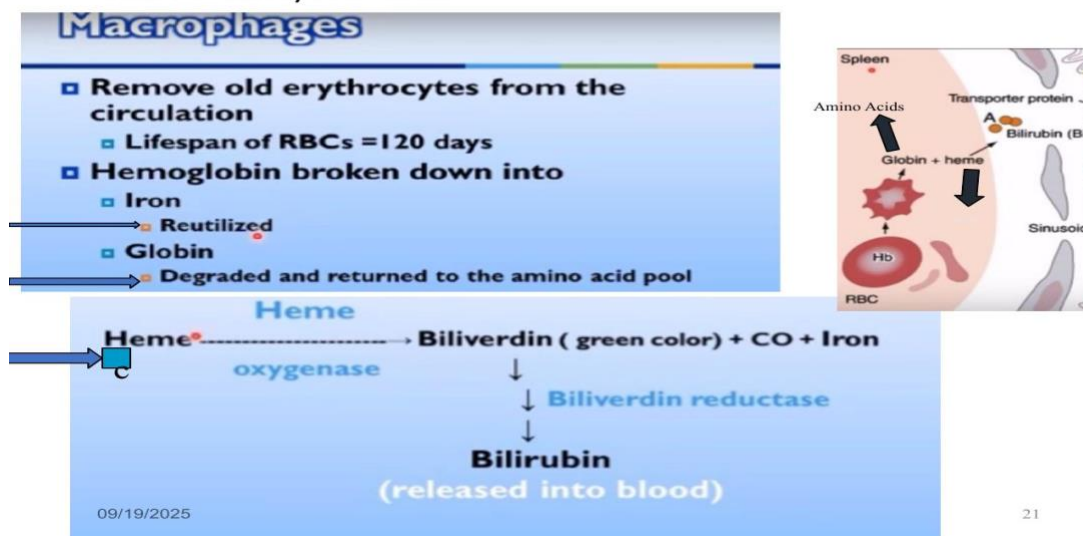 Macrophages
Remove old erythrocytes from the
circulation
Lifespan of RBCs =120 days
Hemoglobin broken down into
Iron
Reutilized
Globin
Degraded and returned to the amino acid pool
Spleen
Amino Acids
Transporter protein
A
Bilirubin (B
Globin + heme
Sinusoid
Hb
RBC
Heme
Heme --------------------→ Biliverdin ( green color) + CO + Iron
C
oxygenase
↓
↓ Biliverdin reductase
↓
Bilirubin
(released into blood)
09/19/2025
21